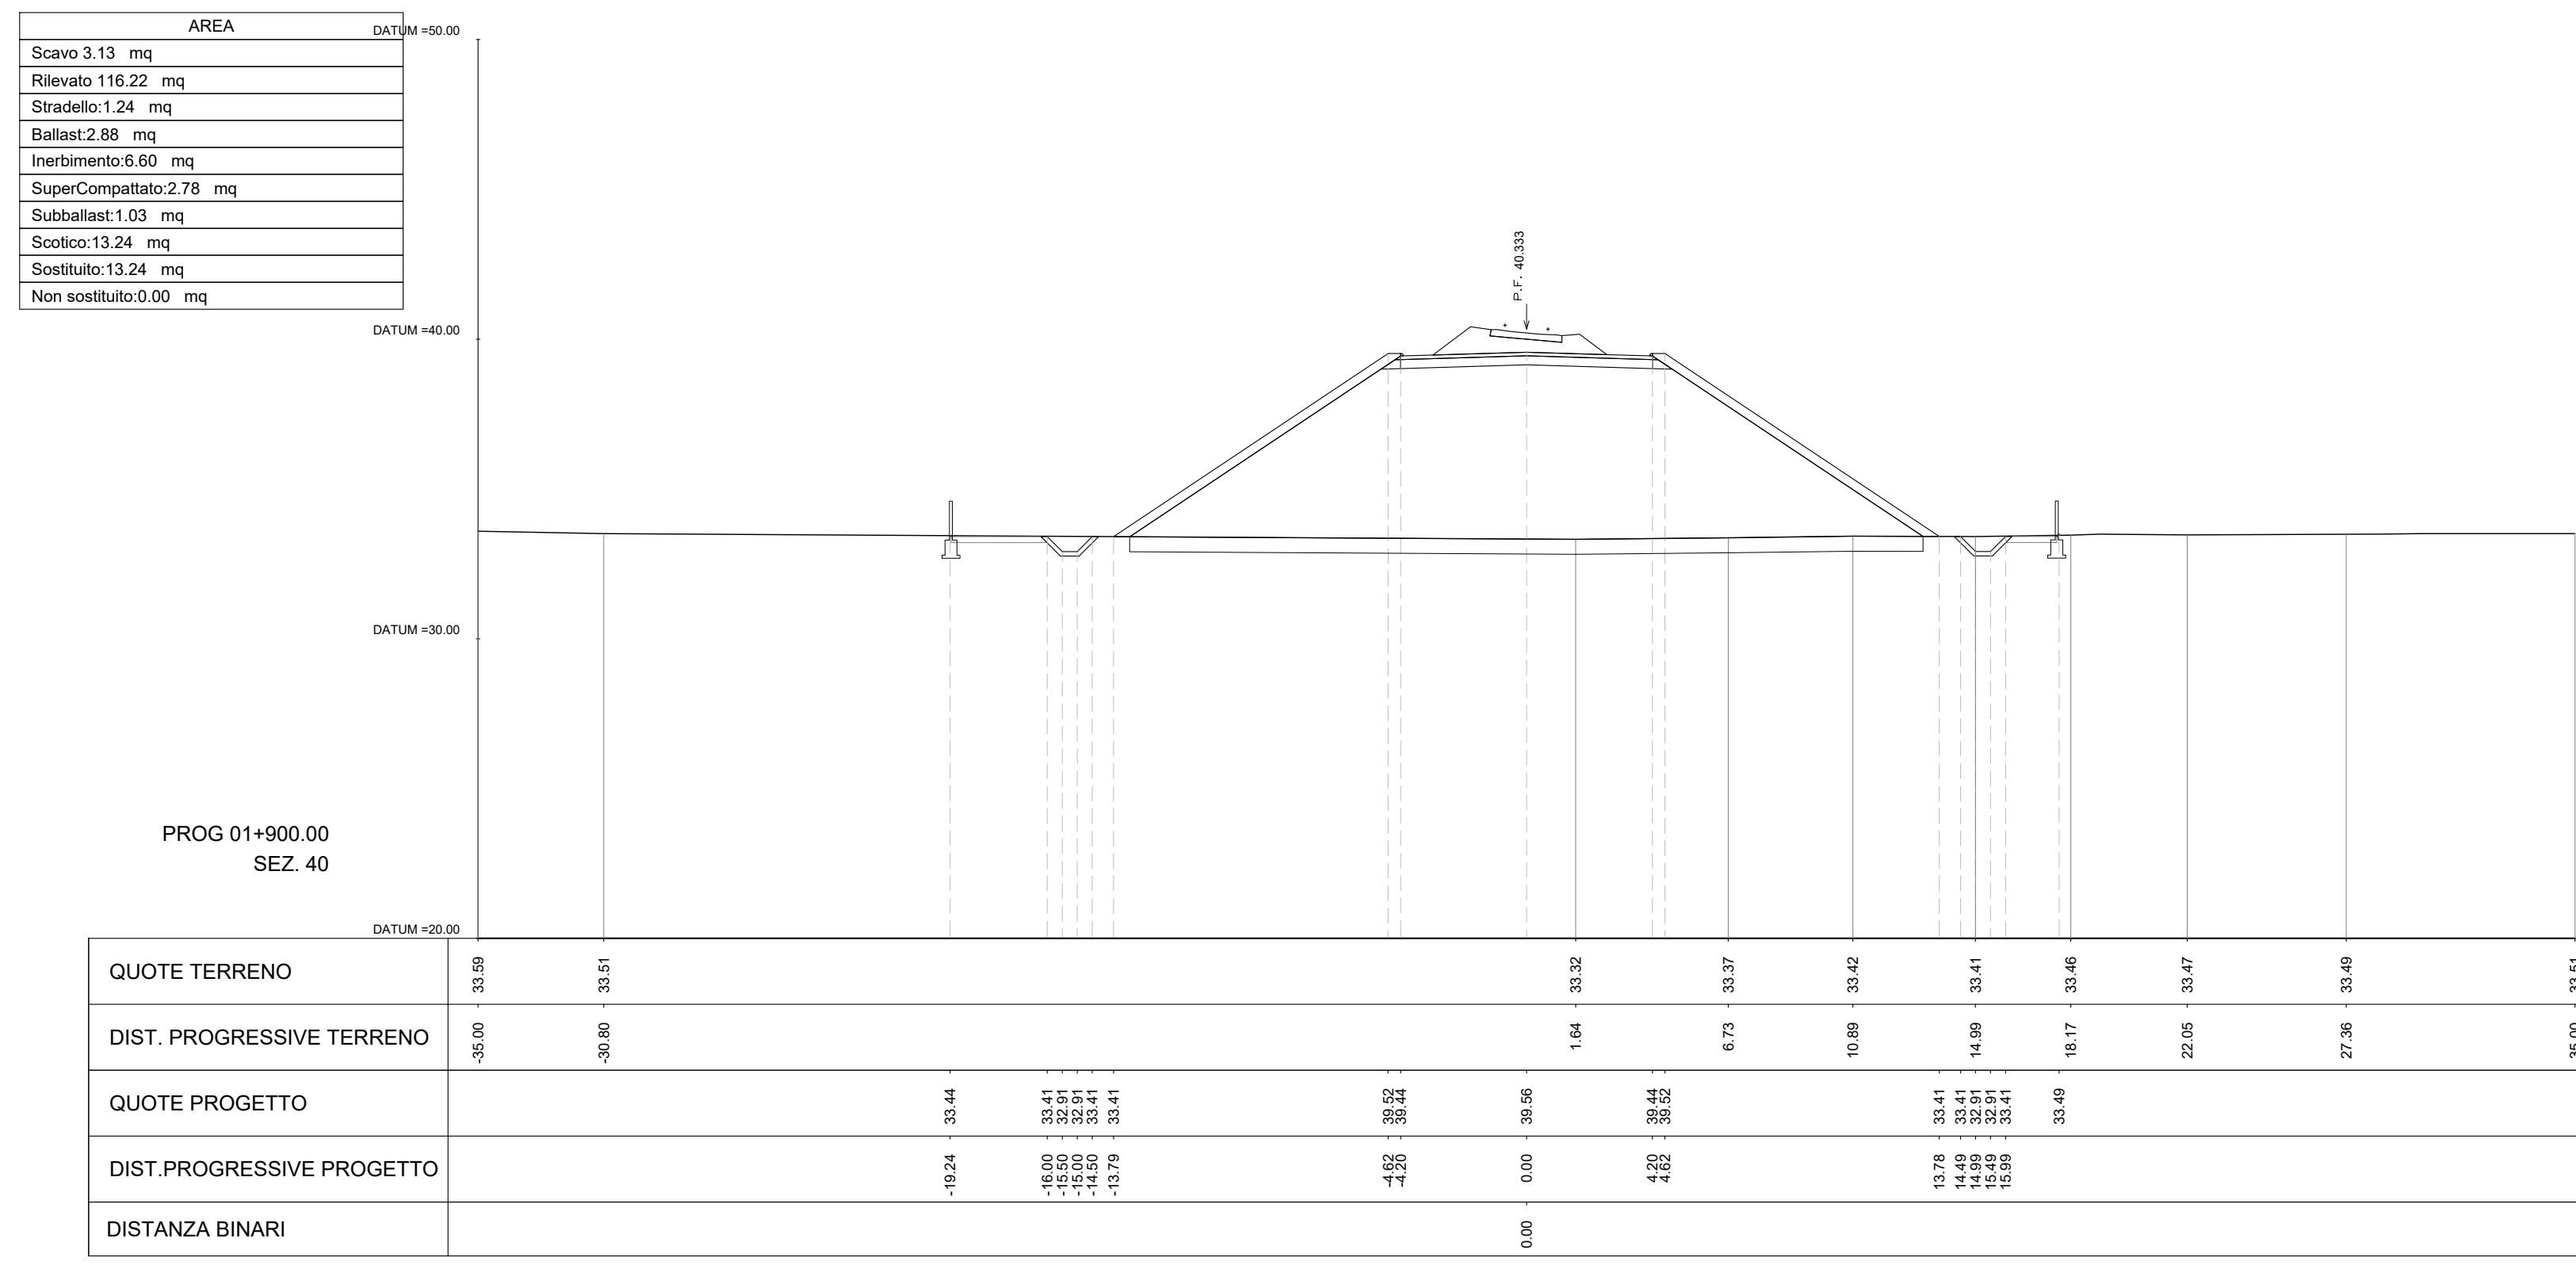 AREA
Scavo 3.13 mq
Rilevato 116.22 mq
Stradello:1.24 mq
Ballast:2.88 mq
Inerbimento:6.60 mq
SuperCompattato:2.78 mq
Subballast:1.03 mq
Scotico:13.24 mq
Sostituito:13.24 mq
Non sostituito:0.00 mq
DATUM =50.00
DATUM =40.00
DATUM =30.00
DATUM =20.00
P.F. 40.333
PROG 01+900.00
SEZ. 40
QUOTE TERRENO 33.59 33.51 33.32 33.37 33.42 33.41 33.46 33.47 33.49 33.51
DIST. PROGRESSIVE TERRENO -35.00 -30.80 1.64 6.73 10.89 14.99 18.17 22.05 27.36 35.00
QUOTE PROGETTO 33.44 33.41 32.91 32.91 33.41 33.41 39.52 39.44 39.56 39.44 39.52 33.41 33.41 32.91 32.91 33.41 33.49
DIST.PROGRESSIVE PROGETTO -19.24 -16.00 -15.50 -15.00 -14.50 -13.79 -4.62 -4.20 0.00 4.20 4.62 13.78 14.49 14.99 15.49 15.99
DISTANZA BINARI 0.00